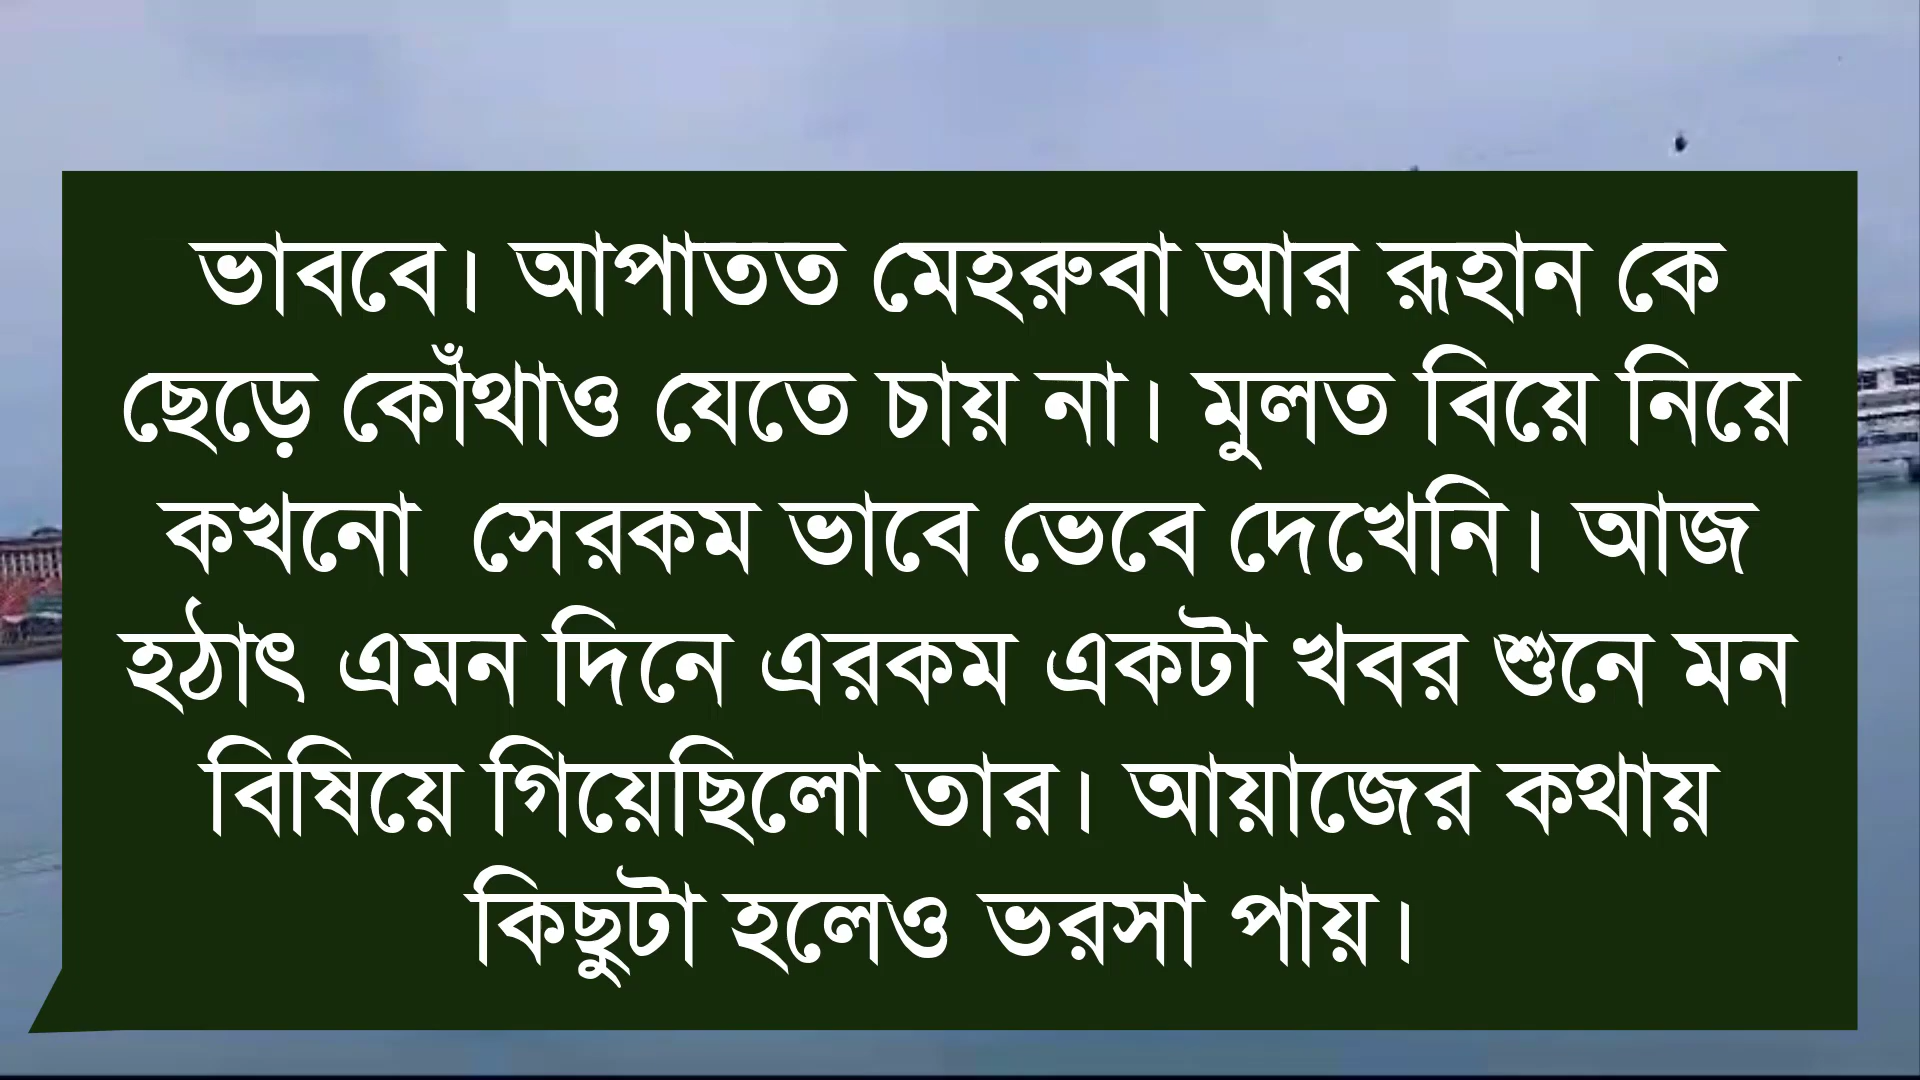 ভাববে। আপাতত মেহরুবা আর রূহান কে
ছেড়ে কোঁথাও যেতে চায় না। মুলত বিয়ে নিয়ে
কখনো  সেরকম ভাবে ভেবে দেখেনি। আজ
হঠাৎ এমন দিনে এরকম একটা খবর শুনে মন
বিষিয়ে গিয়েছিলো তার। আয়াজের কথায়
কিছুটা হলেও ভরসা পায়।